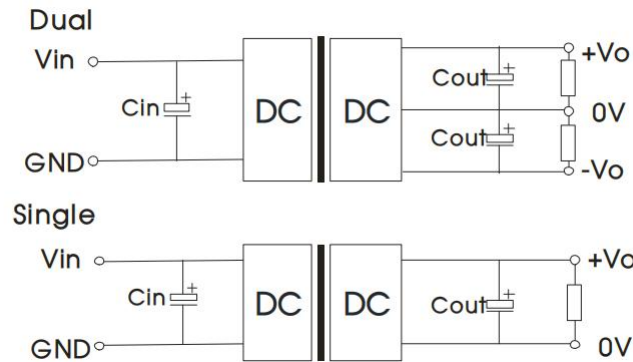 Dual
Vin
+Vo
Cin
+
DC
DC
Cout
+
0V
Cout
+
GND
-Vo
Single
Vin
+Vo
Cin
+
DC
DC
Cout
+
GND
0V